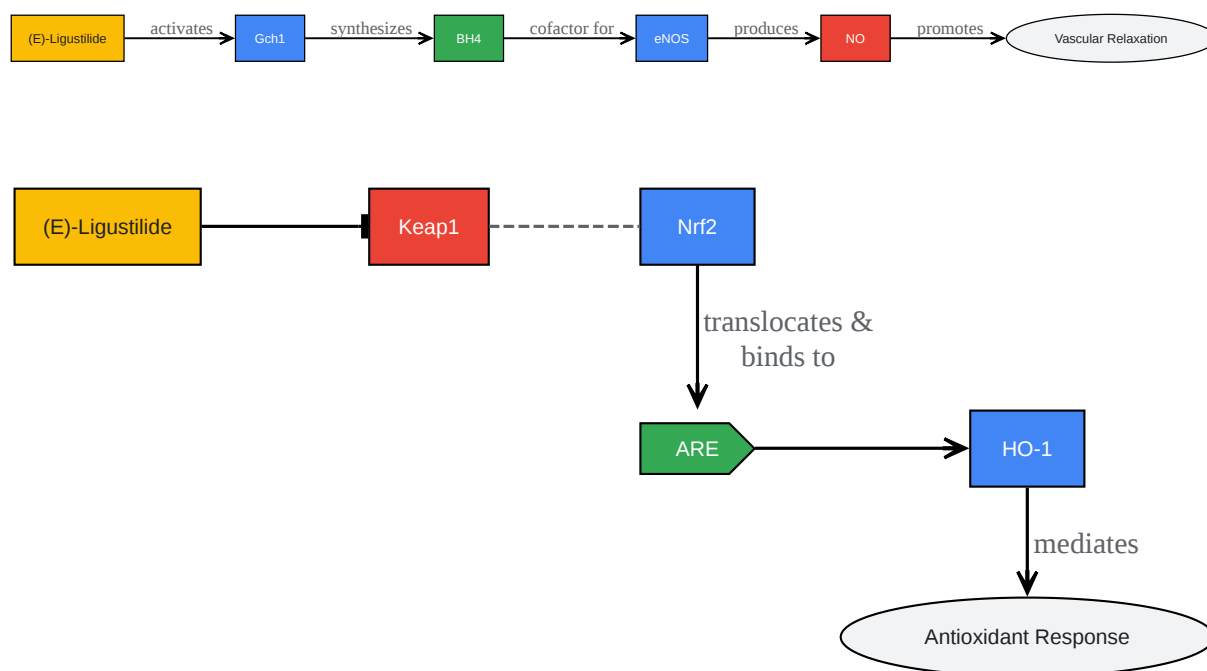 (E)-Ligustilide activates Gch1 synthesizes BH4 cofactor for eNOS produces NO promotes Vascular Relaxation
(E)-Ligustilide Keap1 Nrf2
translocates &
binds to
ARE HO-1
mediates
Antioxidant Response